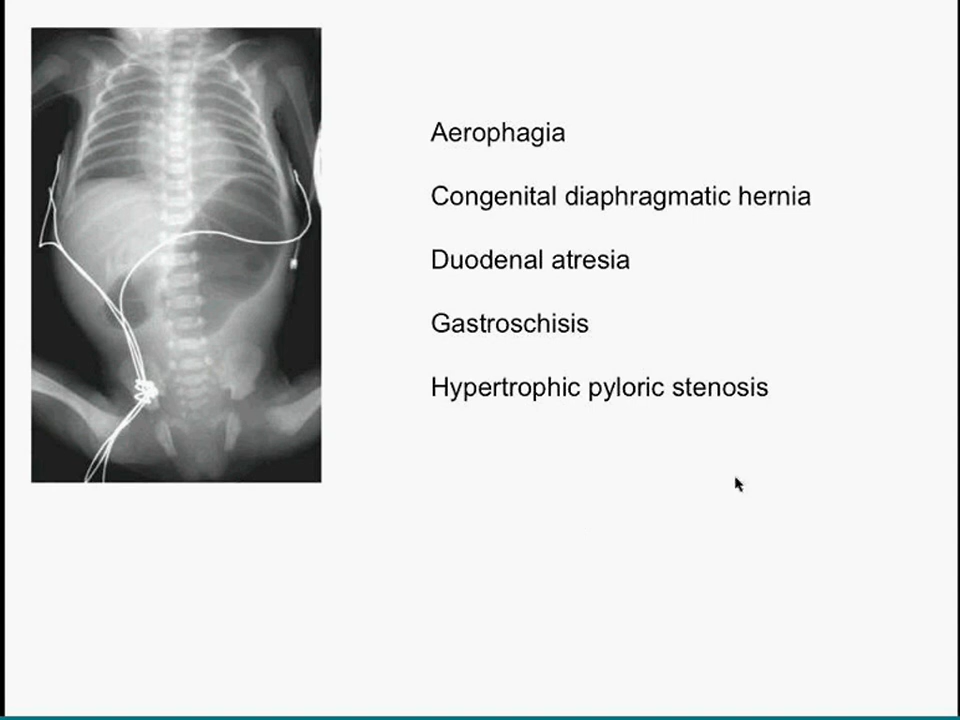 Aerophagia
Congenital diaphragmatic hernia
Duodenal atresia
Gastroschisis
Hypertrophic pyloric stenosis